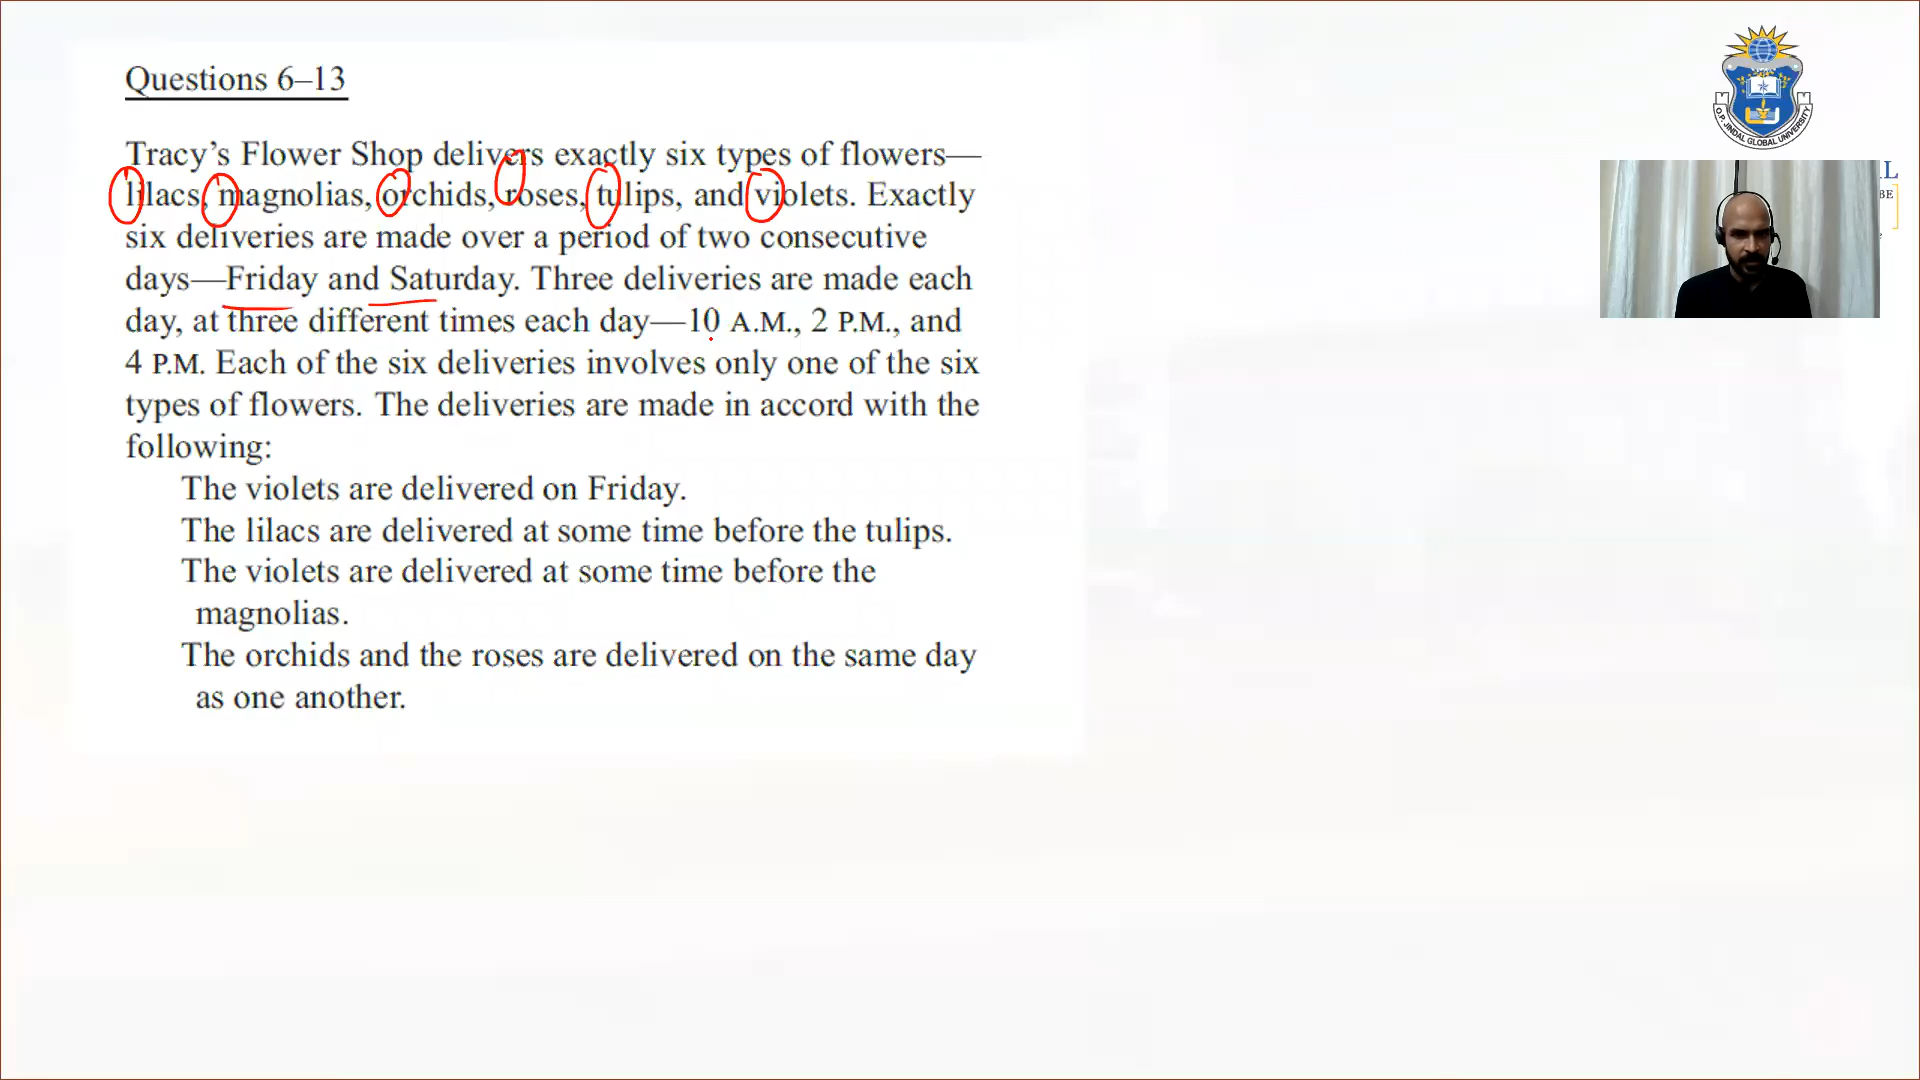 Questions 6–13
Tracy’s Flower Shop delivers exactly six types of flowers—
lilacs, magnolias, orchids, roses, tulips, and violets. Exactly
six deliveries are made over a period of two consecutive
days—Friday and Saturday. Three deliveries are made each
day, at three different times each day—10 A.M., 2 P.M., and
4 P.M. Each of the six deliveries involves only one of the six
types of flowers. The deliveries are made in accord with the
following:
The violets are delivered on Friday.
The lilacs are delivered at some time before the tulips.
The violets are delivered at some time before the
magnolias.
The orchids and the roses are delivered on the same day
as one another.
O.P. JINDAL GLOBAL UNIVERSITY
L
BE